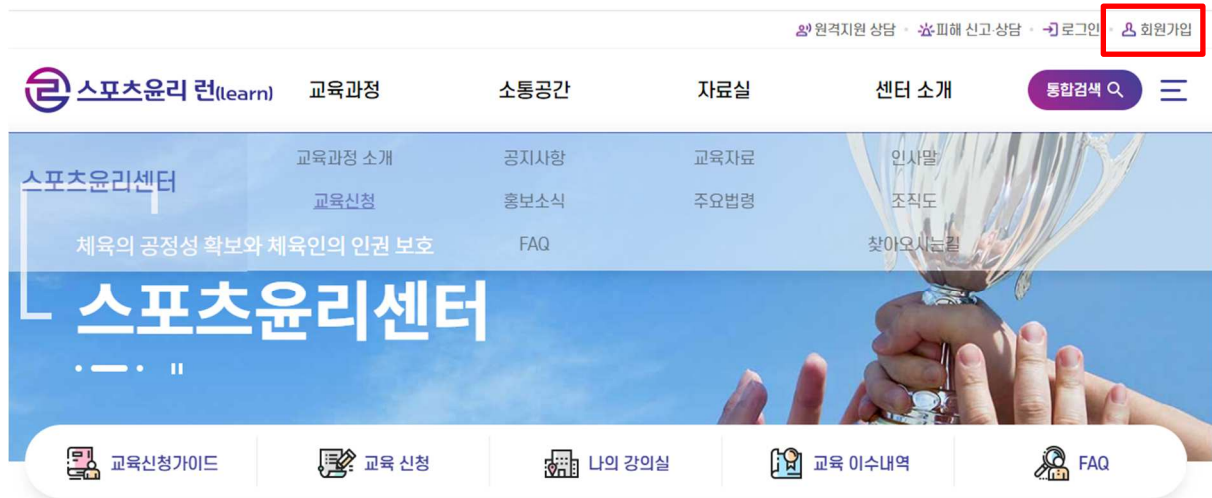 원격지원 상담 피해 신고·상담 로그인 회원가입
스포츠윤리 런(learn) 교육과정 소통공간 자료실 센터 소개 통합검색
교육과정 소개 공지사항 교육자료 인사말
스포츠윤리센터
교육신청 홍보소식 주요법령 조직도
체육의 공정성 확보와 체육인의 인권 보호 FAQ 찾아오시는길
스포츠윤리센터
교육신청가이드 교육 신청 나의 강의실 교육 이수내역 FAQ